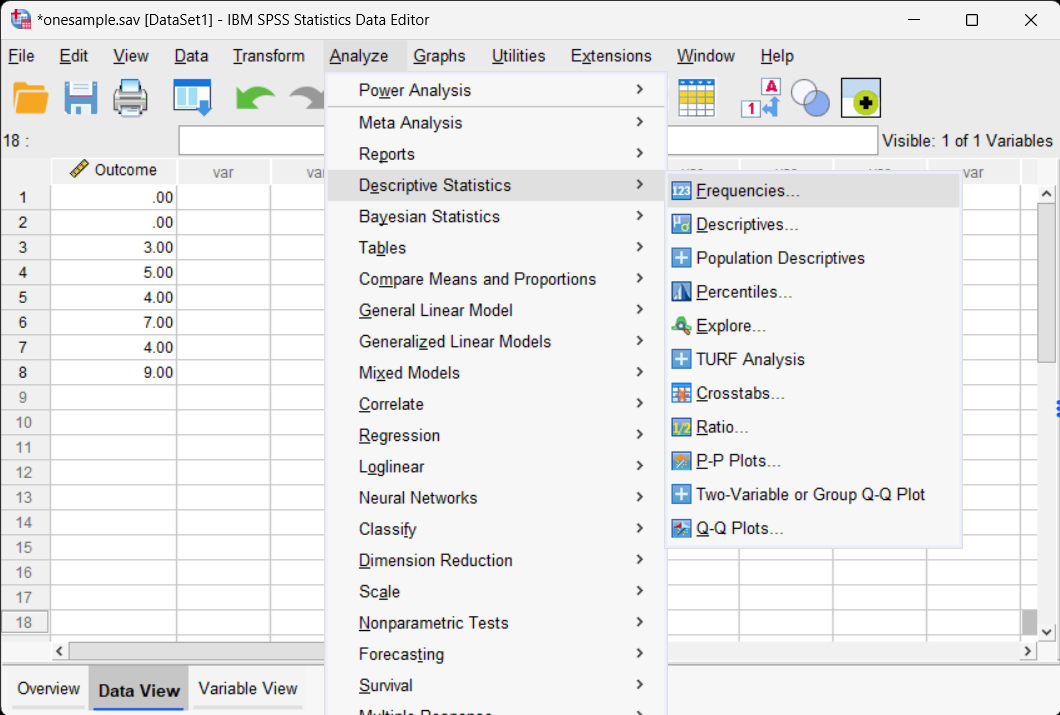 *onesample.sav [DataSet1] - IBM SPSS Statistics Data Editor
File Edit View Data Transform Analyze Graphs Utilities Extensions Window Help
1 A
18 :
Visible: 1 of 1 Variables
Outcome var var
1 .00
2 .00
3 3.00
4 5.00
5 4.00
6 7.00
7 4.00
8 9.00
9
10
11
12
13
14
15
16
17
18
Power Analysis
Meta Analysis
Reports
Descriptive Statistics
Bayesian Statistics
Tables
Compare Means and Proportions
General Linear Model
Generalized Linear Models
Mixed Models
Correlate
Regression
Loglinear
Neural Networks
Classify
Dimension Reduction
Scale
Nonparametric Tests
Forecasting
Survival
Multiple Response
123 Frequencies...
Descriptives...
Population Descriptives
Percentiles...
Explore...
TURF Analysis
Crosstabs...
1/2 Ratio...
P-P Plots...
Two-Variable or Group Q-Q Plot
Q-Q Plots...
Overview Data View Variable View